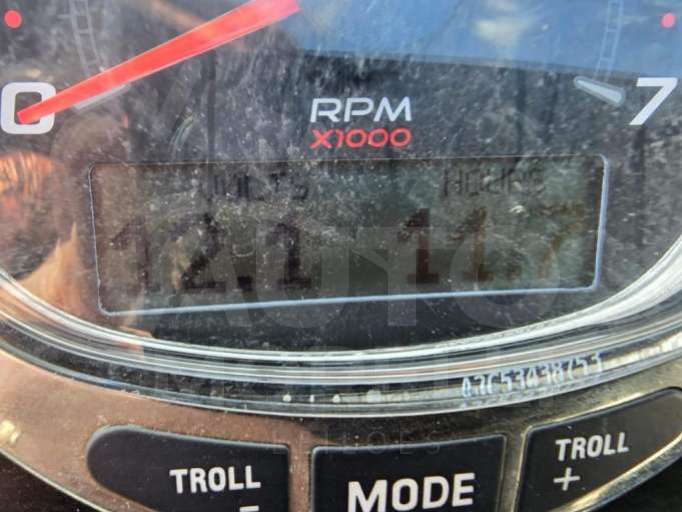 0 7
RPM
X1000
VOLTS HOURS
12.1
TROLL
-
MODE
TROLL
+